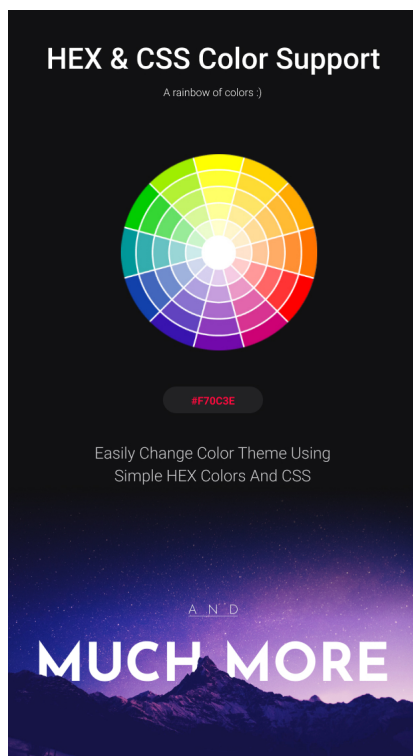 HEX & CSS Color Support
A rainbow of colors :)
#F70C3E
Easily Change Color Theme Using
Simple HEX Colors And CSS
AND
MUCH MORE